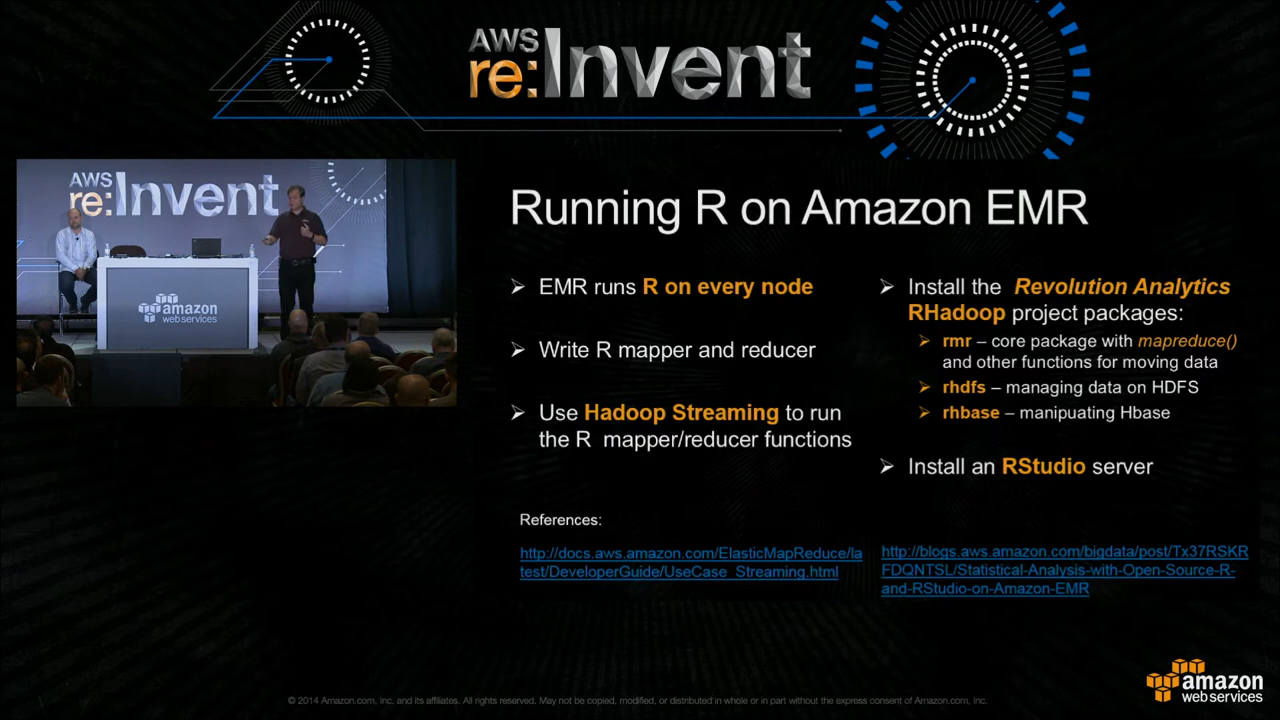 AWS
re:Invent
AWS
re:Invent
amazon
webservices
Running R on Amazon EMR
EMR runs R on every node
Write R mapper and reducer
Use Hadoop Streaming to run
the R mapper/reducer functions
Install the Revolution Analytics
RHadoop project packages:
rmr – core package with mapreduce()
and other functions for moving data
rhdfs – managing data on HDFS
rhbase – manipuating Hbase
Install an RStudio server
References:
http://docs.aws.amazon.com/ElasticMapReduce/la
test/DeveloperGuide/UseCase_Streaming.html
http://blogs.aws.amazon.com/bigdata/post/Tx37RSKR
FDQNTSL/Statistical-Analysis-with-Open-Source-R-
and-RStudio-on-Amazon-EMR
© 2014 Amazon.com, Inc. and its affiliates. All rights reserved. May not be copied, modified, or distributed in whole or in part without the express consent of Amazon.com, Inc.
amazon
webservices